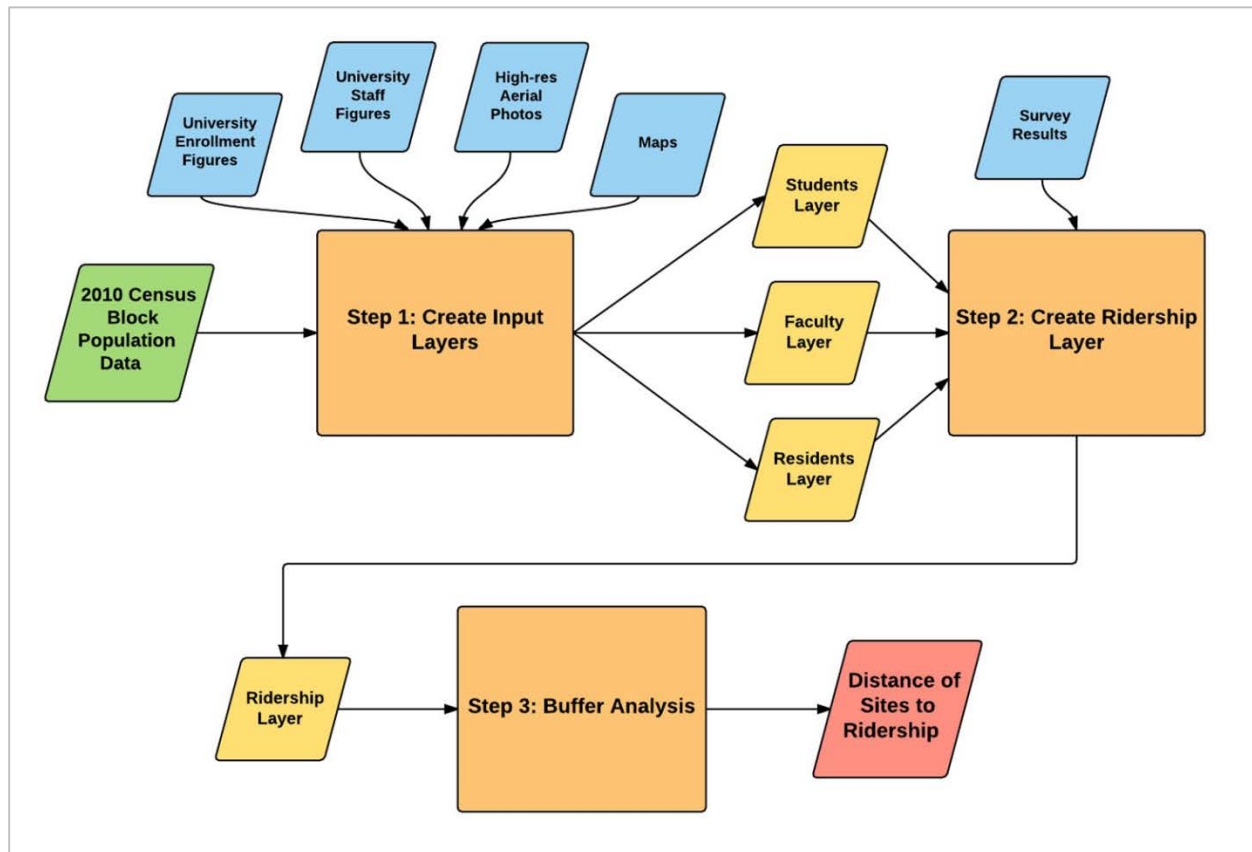 University
Enrollment
Figures
University
Staff
Figures
High-res
Aerial
Photos
Maps
Students
Layer
Survey
Results
2010 Census
Block
Population
Data
Step 1: Create Input
Layers
Faculty
Layer
Step 2: Create Ridership
Layer
Residents
Layer
Ridership
Layer
Step 3: Buffer Analysis
Distance of
Sites to
Ridership